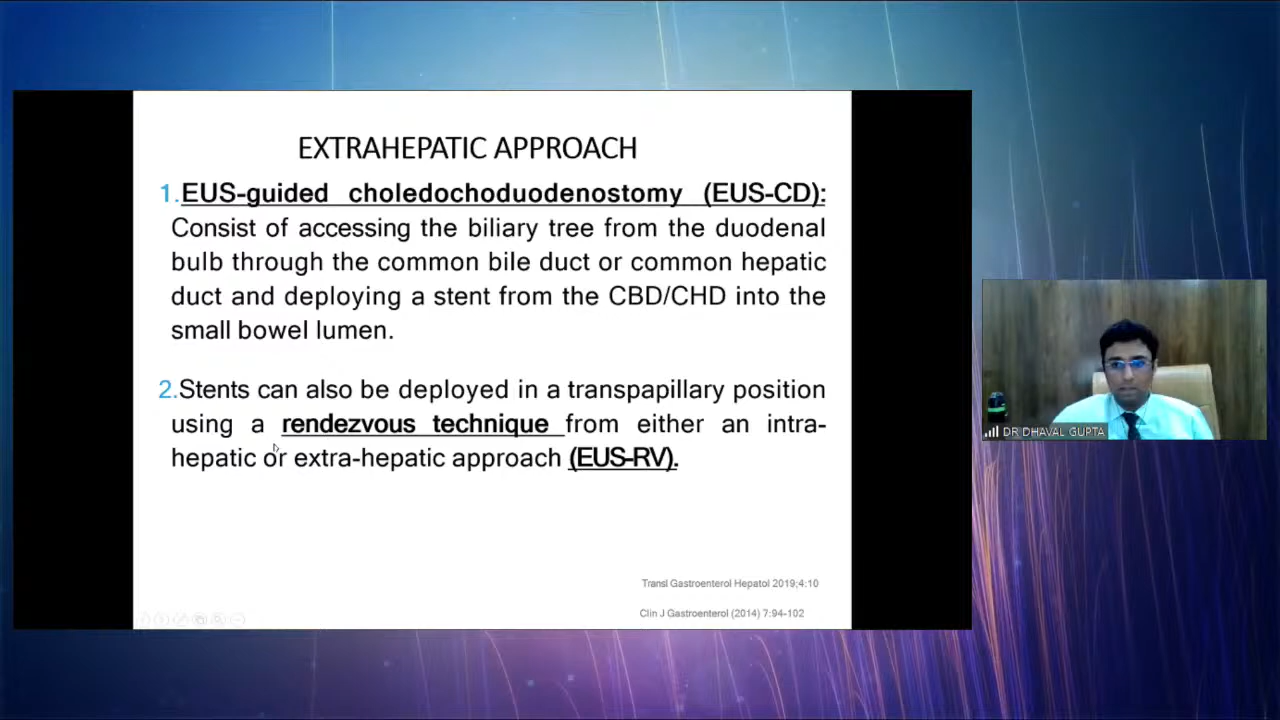 EXTRAHEPATIC APPROACH
1.EUS-guided choledochoduodenostomy (EUS-CD):
Consist of accessing the biliary tree from the duodenal
bulb through the common bile duct or common hepatic
duct and deploying a stent from the CBD/CHD into the
small bowel lumen.
2.Stents can also be deployed in a transpapillary position
using a rendezvous technique from either an intra-
hepatic or extra-hepatic approach (EUS-RV).
Transl Gastroenterol Hepatol 2019;4:10
Clin J Gastroenterol (2014) 7:94-102
DR DHAVAL GUPTA